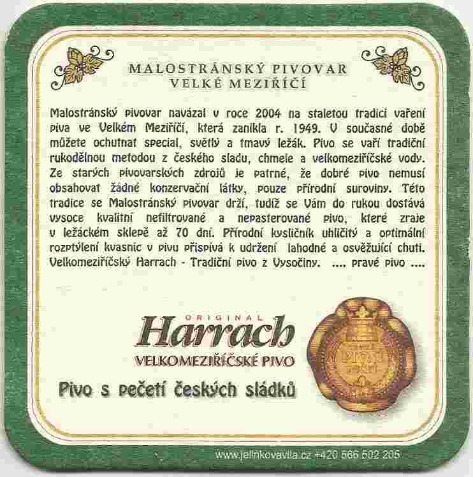 MALOSTRÁNSKÝ PIVOVAR
VELKÉ MEZIŘÍČÍ
Malostránský pivovar navázal v roce 2004 na staletou tradici vaření
piva ve Velkém Meziříčí, která zanikla r. 1949. V současné době
můžete ochutnat special, světlý a tmavý ležák. Pivo se vaří tradiční
rukodělnou metodou z českého sladu, chmele a velkomeziříčské vody.
Ze starých pivovarských zdrojů je patrné, že dobré pivo nemusí
obsahovat žádné konzervační látky, pouze přírodní suroviny. Této
tradice se Malostránský pivovar drží, tudíž se Vám do rukou dostává
vysoce kvalitní nefiltrované a nepasterované pivo, které zraje
v ležáckém sklepě až 70 dní. Přírodní kysličník uhličitý a optimální
rozptýlení kvasnic v pivu přispívá k udržení lahodné a osvěžující chuti.
Velkomeziříčský Harrach - Tradiční pivo z Vysočiny. .... pravé pivo ....
ORIGINAL
Harrach
VELKOMEZIŘÍČSKÉ PIVO
Pivo s pečetí českých sládků
www.jelinkovavila.cz +420 566 502 205